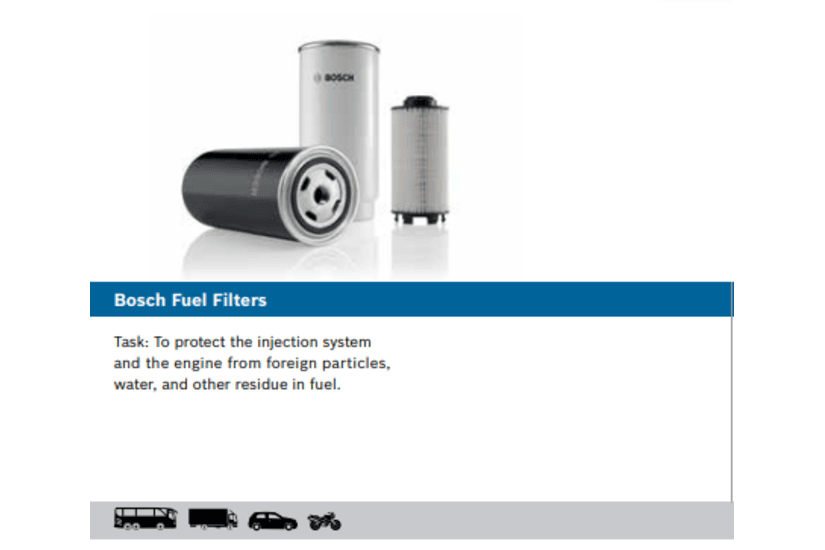 BOSCH
Bosch Fuel Filters
Task: To protect the injection system
and the engine from foreign particles,
water, and other residue in fuel.